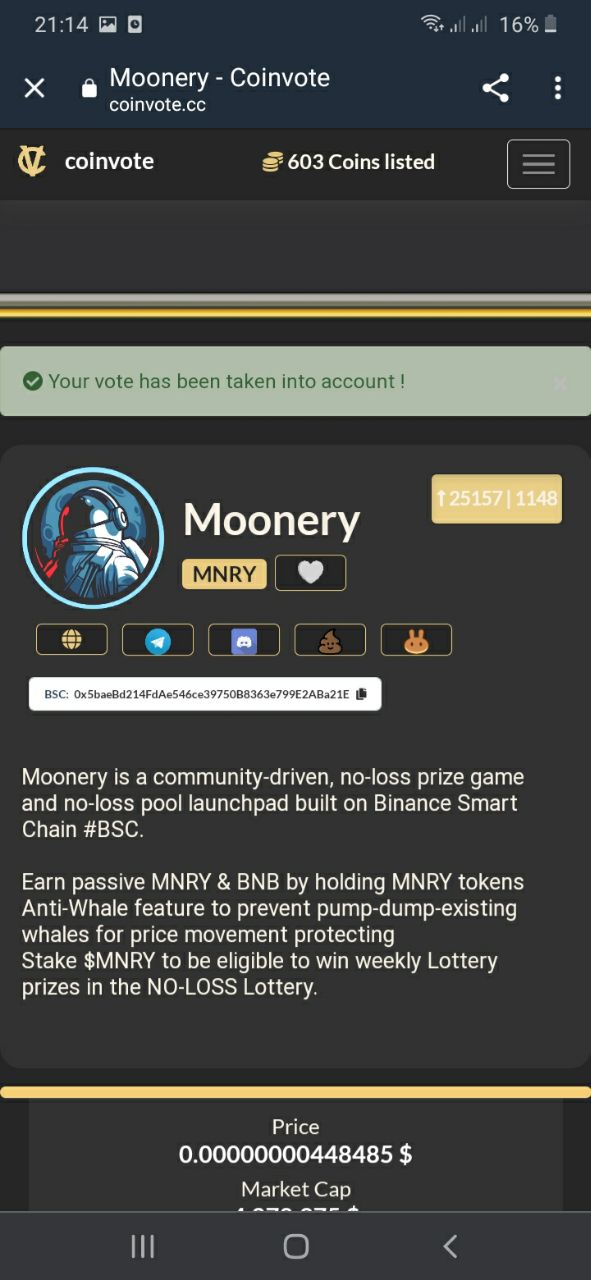 21:14 16%
Moonery - Coinvote
coinvote.cc
coinvote 603 Coins listed
Your vote has been taken into account !
25157 | 1148
Moonery
MNRY
BSC: 0x5baeBd214FdAe546ce39750B8363e799E2ABa21E
Moonery is a community-driven, no-loss prize game
and no-loss pool launchpad built on Binance Smart
Chain #BSC.
Earn passive MNRY & BNB by holding MNRY tokens
Anti-Whale feature to prevent pump-dump-existing
whales for price movement protecting
Stake $MNRY to be eligible to win weekly Lottery
prizes in the NO-LOSS Lottery.
Price
0.00000000448485 $
Market Cap